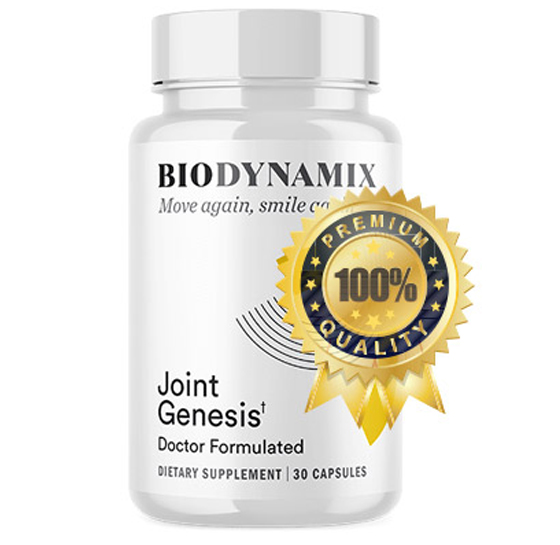 BIODYNAMIX
Move again, smile
PREMIUM
100%
QUALITY
Joint
Genesis†
Doctor Formulated
DIETARY SUPPLEMENT | 30 CAPSULES